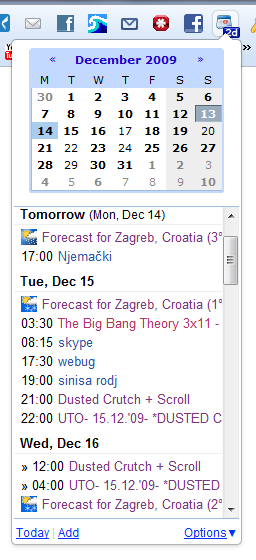 You
2d
»
« December 2009 »
M T W T F S S
30 1 2 3 4 5 6
7 8 9 10 11 12 13
14 15 16 17 18 19 20
21 22 23 24 25 26 27
28 29 30 31 1 2 3
4 5 6 7 8 9 10
Tomorrow (Mon, Dec 14)
Forecast for Zagreb, Croatia (3°
17:00 Njemački
Tue, Dec 15
Forecast for Zagreb, Croatia (1°
03:30 The Big Bang Theory 3x11 -
08:15 skype
17:30 webug
19:00 sinisa rodj
21:00 Dusted Crutch + Scroll
22:00 UTO- 15.12.'09- *DUSTED C
Wed, Dec 16
» 12:00 Dusted Crutch + Scroll
» 04:00 UTO- 15.12.'09- *DUSTED
Forecast for Zagreb, Croatia (2°
Today | Add Options▼